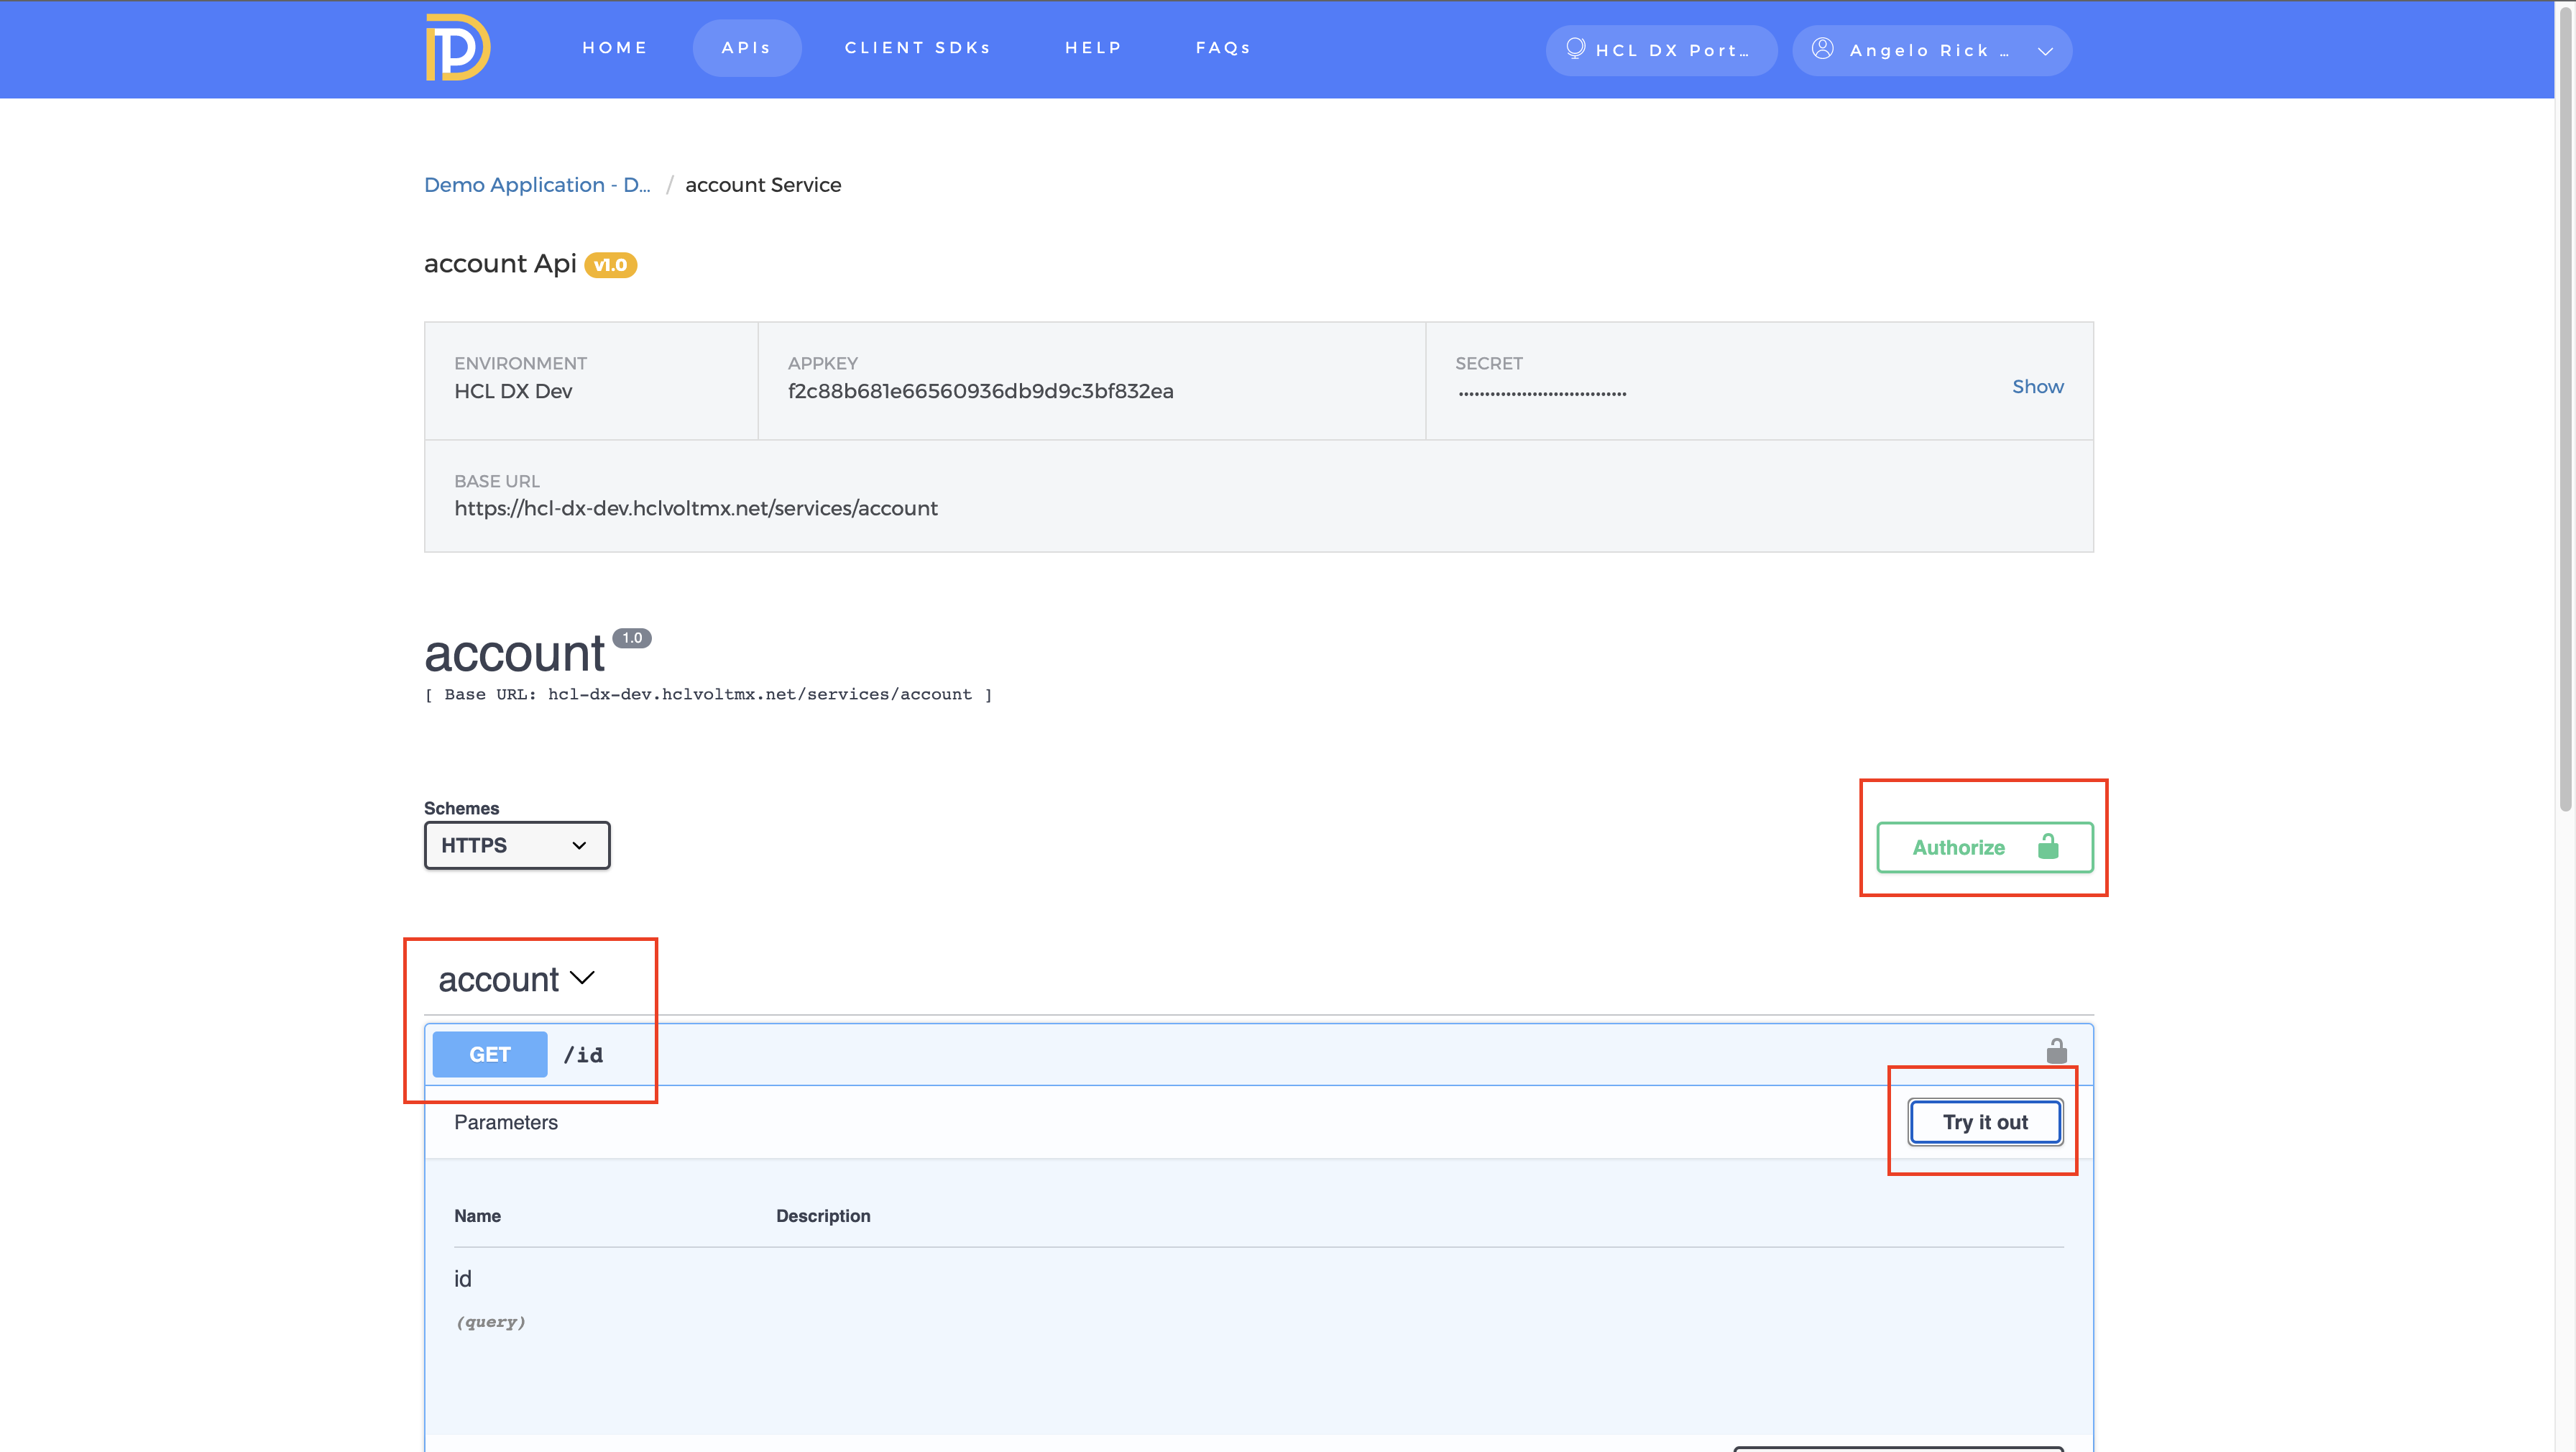 HOME
APIs
CLIENT SDKs
HELP
FAQs
HCL DX Port...
Angelo Rick ...
Demo Application - D... / account Service
account Api v1.0
ENVIRONMENT
HCL DX Dev
APPKEY
f2c88b681e66560936db9d9c3bf832ea
SECRET
................................
Show
BASE URL
https://hcl-dx-dev.hclvoltmx.net/services/account
account 1.0
[ Base URL: hcl-dx-dev.hclvoltmx.net/services/account ]
Schemes
HTTPS
Authorize
account
GET /id
Parameters
Try it out
Name
Description
id
(query)